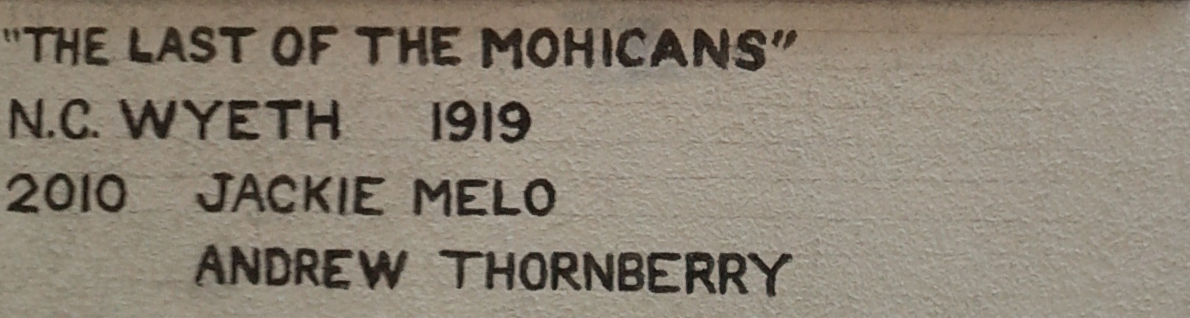 "THE LAST OF THE MOHICANS"
N.C. WYETH 1919
2010 JACKIE MELO
ANDREW THORNBERRY